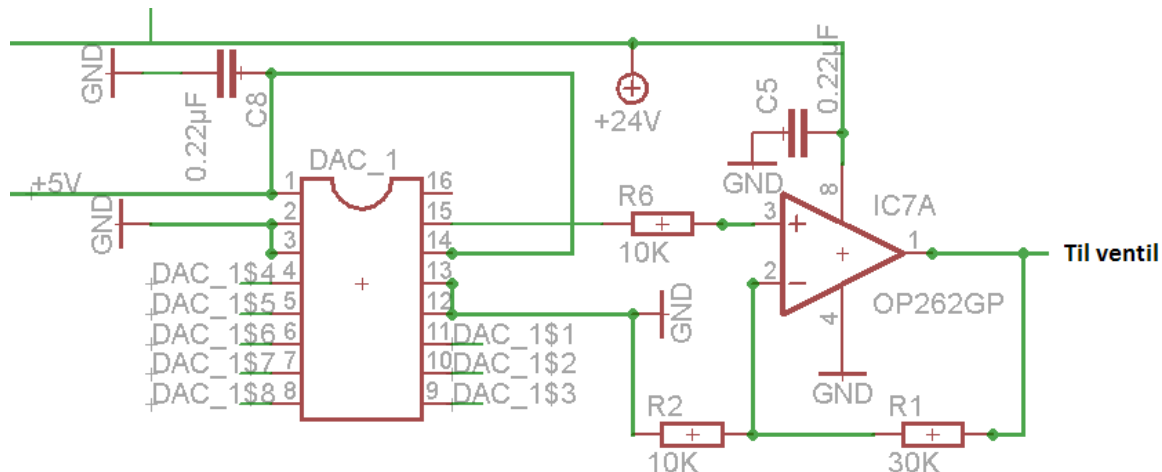 GND
0.22µF
C8
+24V
C5
0.22µF
GND
+5V
DAC_1
GND
1
2
3
4
5
6
7
8
16
15
14
13
12
11
10
9
DAC_1$4
DAC_1$5
DAC_1$6
DAC_1$7
DAC_1$8
DAC_1$1
DAC_1$2
DAC_1$3
R6
10K
3
2
8
4
1
IC7A
OP262GP
Til ventil
GND
GND
R2
10K
R1
30K